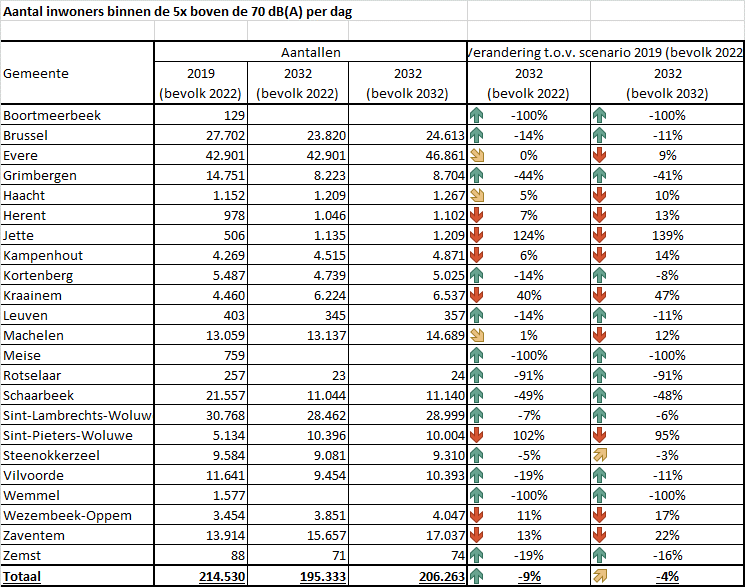 Aantal inwoners binnen de 5x boven de 70 dB(A) per dag
Gemeente Aantallen Verandering t.o.v. scenario 2019 (bevolk 2022
2019 2032 2032 2032 2032
(bevolk 2022) (bevolk 2022) (bevolk 2032) (bevolk 2022) (bevolk 2032)
Boortmeerbeek 129 -100% -100%
Brussel 27.702 23.820 24.613 -14% -11%
Evere 42.901 42.901 46.861 0% 9%
Grimbergen 14.751 8.223 8.704 -44% -41%
Haacht 1.152 1.209 1.267 5% 10%
Herent 978 1.046 1.102 7% 13%
Jette 506 1.135 1.209 124% 139%
Kampenhout 4.269 4.515 4.871 6% 14%
Kortenberg 5.487 4.739 5.025 -14% -8%
Kraainem 4.460 6.224 6.537 40% 47%
Leuven 403 345 357 -14% -11%
Machelen 13.059 13.137 14.689 1% 12%
Meise 759 -100% -100%
Rotselaar 257 23 24 -91% -91%
Schaarbeek 21.557 11.044 11.140 -49% -48%
Sint-Lambrechts-Woluw 30.768 28.462 28.999 -7% -6%
Sint-Pieters-Woluwe 5.134 10.396 10.004 102% 95%
Steenokkerzeel 9.584 9.081 9.310 -5% -3%
Vilvoorde 11.641 9.454 10.393 -19% -11%
Wemmel 1.577 -100% -100%
Wezembeek-Oppem 3.454 3.851 4.047 11% 17%
Zaventem 13.914 15.657 17.037 13% 22%
Zemst 88 71 74 -19% -16%
Totaal 214.530 195.333 206.263 -9% -4%